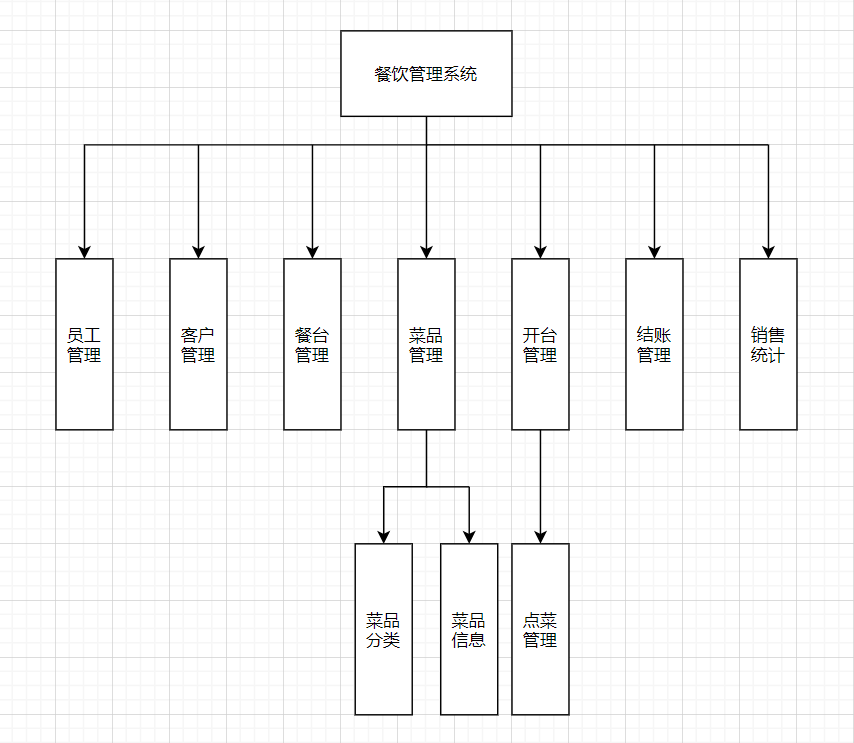 餐饮管理系统
员工
管理
客户
管理
餐台
管理
菜品
管理
开台
管理
结账
管理
销售
统计
菜品
分类
菜品
信息
点菜
管理